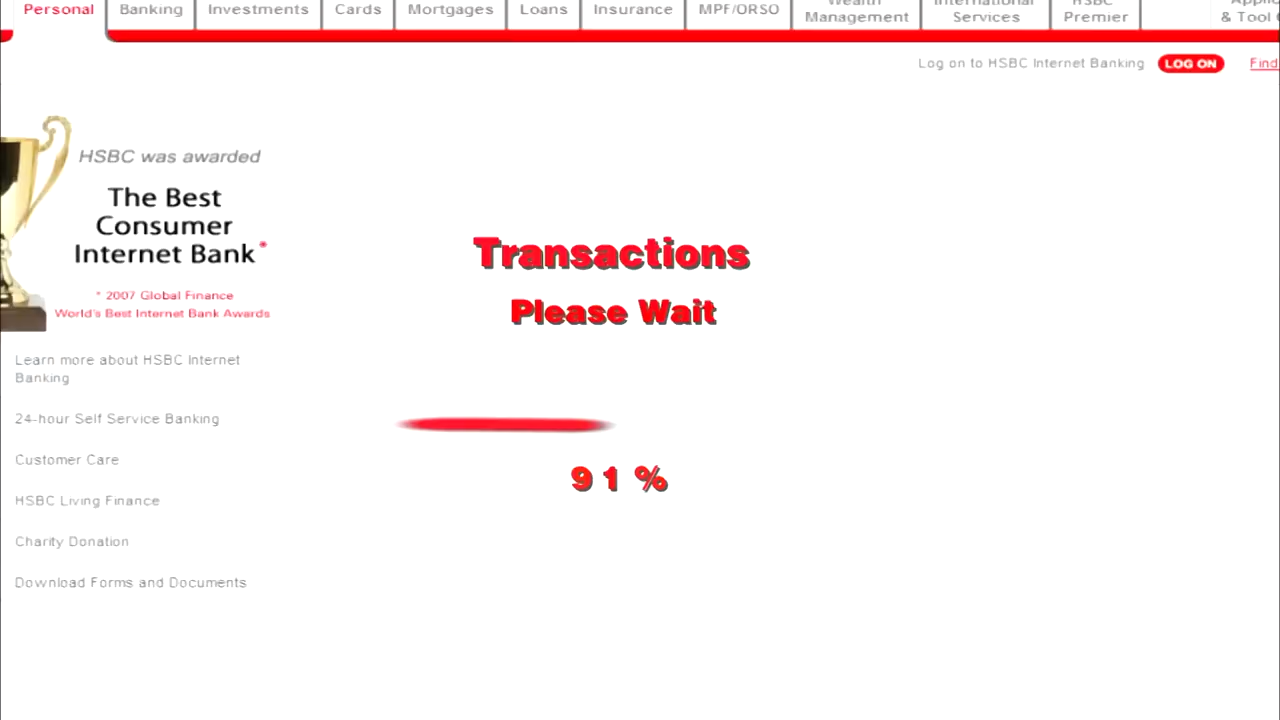 Personal
Banking
Investments
Cards
Mortgages
Loans
Insurance
MPF/ORSO
Wealth
Management
International
Services
HSBC
Premier
& Tool
Log on to HSBC Internet Banking
LOG ON
Find
HSBC was awarded
The Best
Consumer
Internet Bank*
* 2007 Global Finance
World's Best Internet Bank Awards
Learn more about HSBC Internet
Banking
24-hour Self Service Banking
Customer Care
HSBC Living Finance
Charity Donation
Download Forms and Documents
Transactions
Please Wait
91%